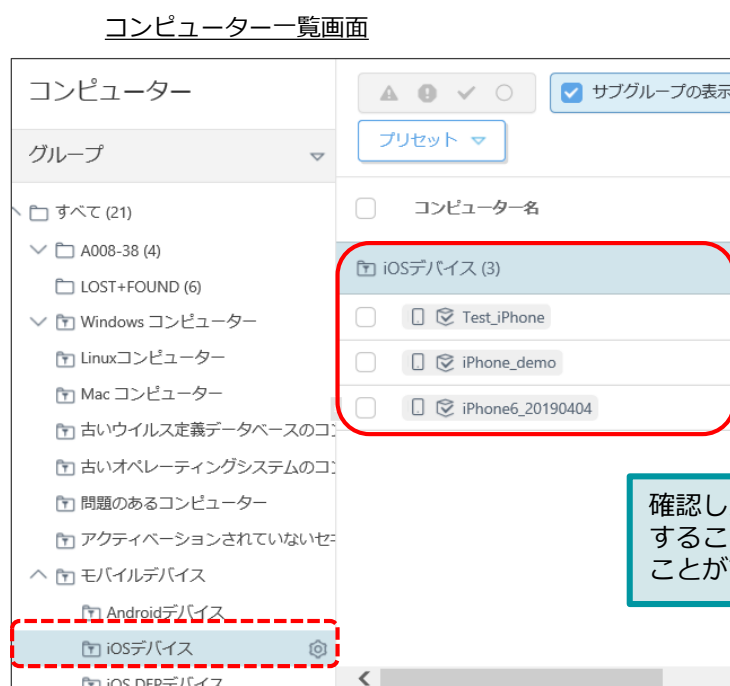 コンピューター一覧画面
コンピューター
グループ
すべて (21)
A008-38 (4)
LOST+FOUND (6)
Windows コンピューター
Linuxコンピューター
Mac コンピューター
古いウイルス定義データベースのコ
古いオペレーティングシステムのコ
問題のあるコンピューター
アクティベーションされていないセ
モバイルデバイス
Androidデバイス
iOSデバイス
iOS DEPデバイス
サブグループの表示
プリセット
コンピューター名
iOSデバイス (3)
Test_iPhone
iPhone_demo
iPhone6_20190404
確認し
するこ
ことが